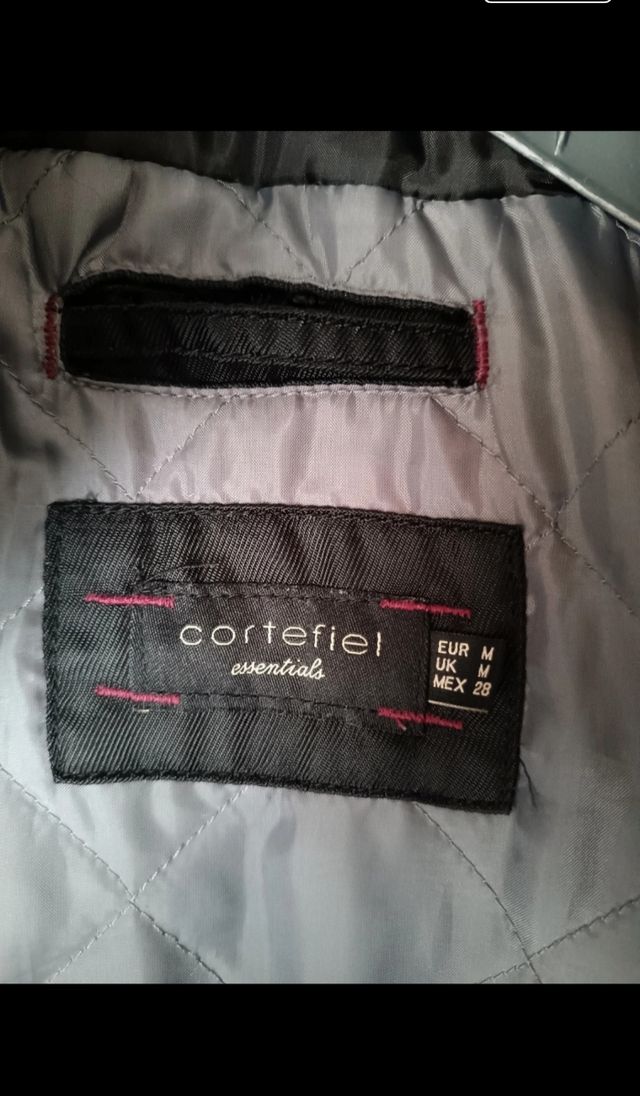 cortefiel
essentials
EUR M
UK M
MEX 28